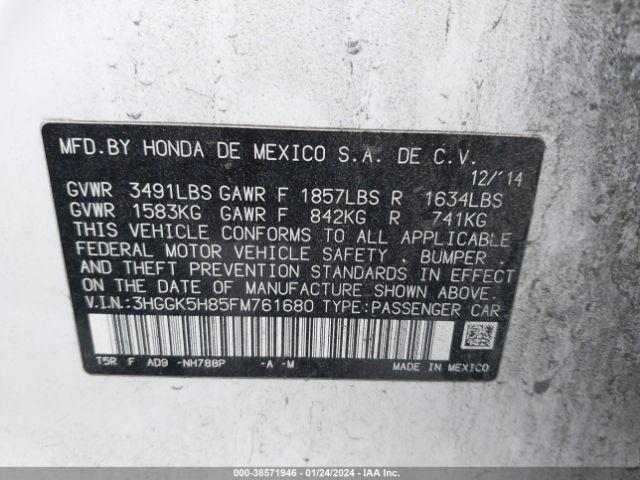 MFD.BY HONDA DE MEXICO S.A. DE C.V.
12/'14
GVWR 3491LBS GAWR F 1857LBS R 1634LBS
GVWR 1583KG GAWR F 842KG R 741KG
THIS VEHICLE CONFORMS TO ALL APPLICABLE
FEDERAL MOTOR VEHICLE SAFETY , BUMPER ,
AND THEFT PREVENTION STANDARDS IN EFFECT
ON THE DATE OF MANUFACTURE SHOWN ABOVE.
V.I.N.:3HGGK5H85FM761680 TYPE:PASSENGER CAR
T5R F AD9 -NH788P -A -M
MADE IN MEXICO
000-38571946 - 01/24/2024 - IAA Inc.